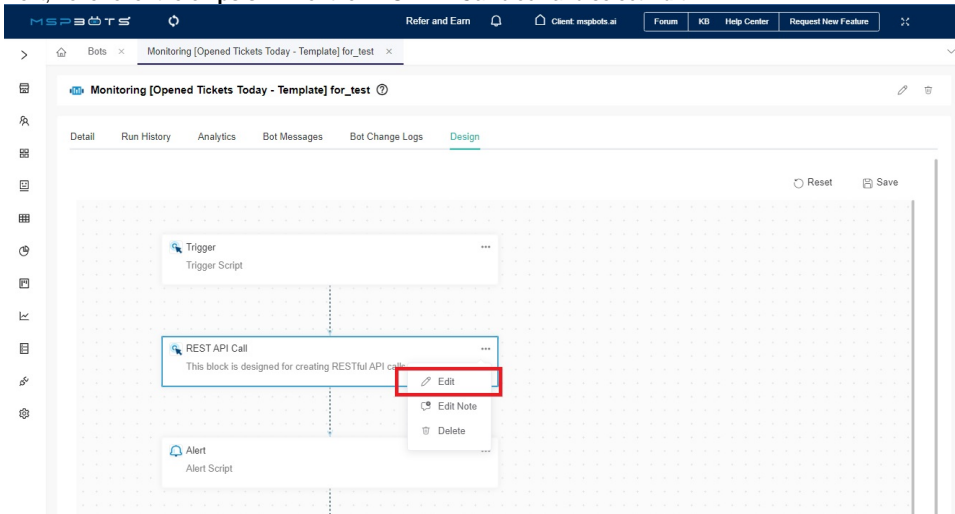 MSPBOTS Refer and Earn Client: mspbots.ai Forum KB Help Center Request New Feature
Bots × Monitoring [Opened Tickets Today - Template] for_test ×
Monitoring [Opened Tickets Today - Template] for_test
Detail Run History Analytics Bot Messages Bot Change Logs Design
Reset Save
Trigger
Trigger Script
REST API Call
This block is designed for creating RESTful API calls
Edit
Edit Note
Delete
Alert
Alert Script